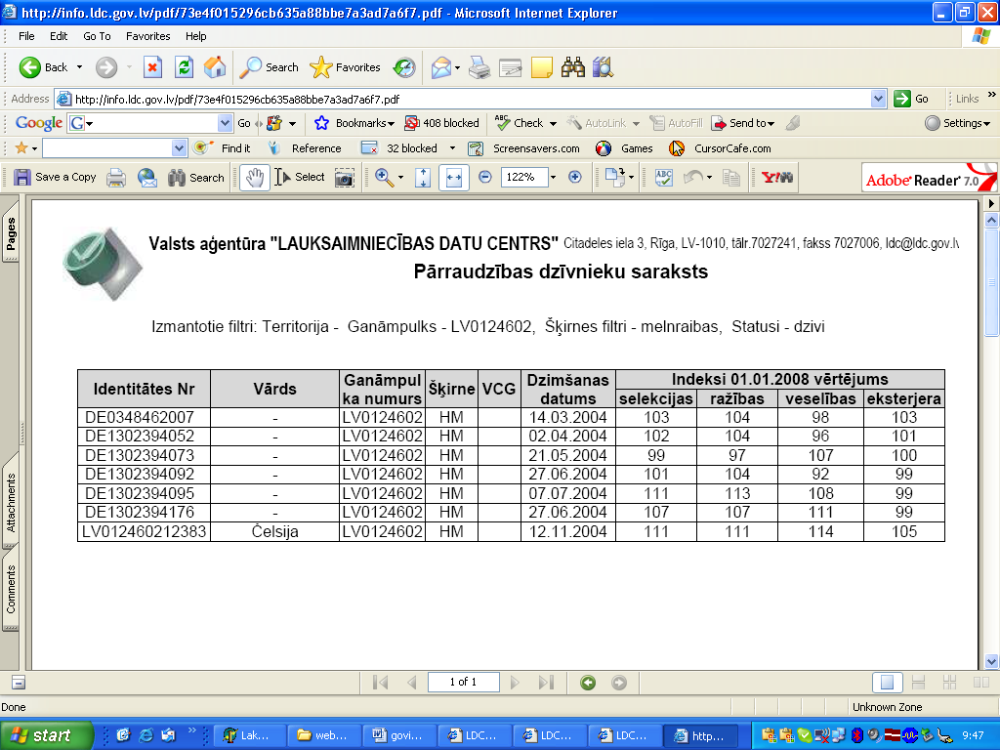 http://info.ldc.gov.lv/pdf/73e4f015296cb635a88bbe7a3ad7a6f7.pdf - Microsoft Internet Explorer
File Edit Go To Favorites Help
Back Search Favorites
Address http://info.ldc.gov.lv/pdf/73e4f015296cb635a88bbe7a3ad7a6f7.pdf Go Links »
Google G Go Bookmarks 408 blocked ABC Check AutoLink AutoFill Send to Settings
Find it Reference 32 blocked Screensavers.com Games CursorCafe.com
Save a Copy Search Select 122% ABC Y! Adobe Reader 7.0
Pages
Attachments
Comments
Valsts aģentūra "LAUKSAIMNIECĪBAS DATU CENTRS" Citadeles iela 3, Rīga, LV-1010, tālr.7027241, fakss 7027006, ldc@ldc.gov.lv
Pārraudzības dzīvnieku saraksts
Izmantotie filtri: Territorija - Ganāmpulks - LV0124602, Šķirnes filtri - melnraibas, Statusi - dzivi
Identitātes Nr Vārds Ganāmpul ka numurs Šķirne VCG Dzimšanas datums Indeksi 01.01.2008 vērtējums
selekcijas ražības veselības eksterjera
DE0348462007 - LV0124602 HM 14.03.2004 103 104 98 103
DE1302394052 - LV0124602 HM 02.04.2004 102 104 96 101
DE1302394073 - LV0124602 HM 21.05.2004 99 97 107 100
DE1302394092 - LV0124602 HM 27.06.2004 101 104 92 99
DE1302394095 - LV0124602 HM 07.07.2004 111 113 108 99
DE1302394176 - LV0124602 HM 27.06.2004 107 107 111 99
LV012460212383 Čelsija LV0124602 HM 12.11.2004 111 111 114 105
1 of 1
Done Unknown Zone
start » Lak... web... govi... LDC... LDC... LDC... http... 9:47